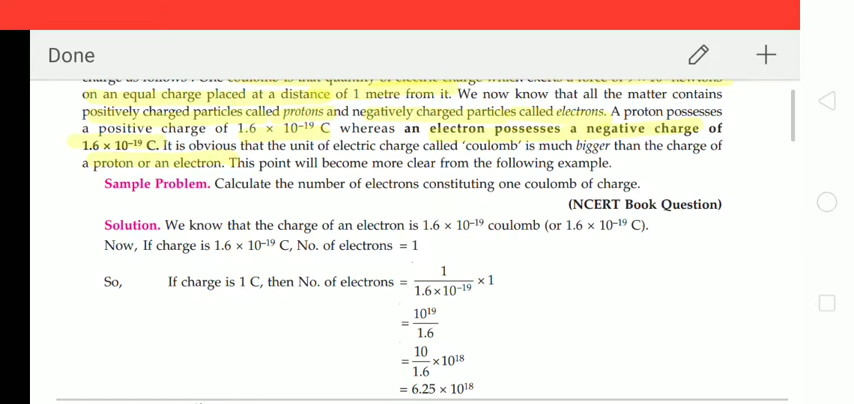 Done
on an equal charge placed at a distance of 1 metre from it. We now know that all the matter contains
positively charged particles called protons and negatively charged particles called electrons. A proton possesses
a positive charge of 1.6 × 10⁻¹⁹ C whereas an electron possesses a negative charge of
1.6 × 10⁻¹⁹ C. It is obvious that the unit of electric charge called ‘coulomb’ is much bigger than the charge of
a proton or an electron. This point will become more clear from the following example.
Sample Problem. Calculate the number of electrons constituting one coulomb of charge.
(NCERT Book Question)
Solution. We know that the charge of an electron is 1.6 × 10⁻¹⁹ coulomb (or 1.6 × 10⁻¹⁹ C).
Now, If charge is 1.6 × 10⁻¹⁹ C, No. of electrons = 1
So, If charge is 1 C, then No. of electrons = 1 / 1.6×10⁻¹⁹ × 1
= 10¹⁹ / 1.6
= 10 / 1.6 × 10¹⁸
= 6.25 × 10¹⁸